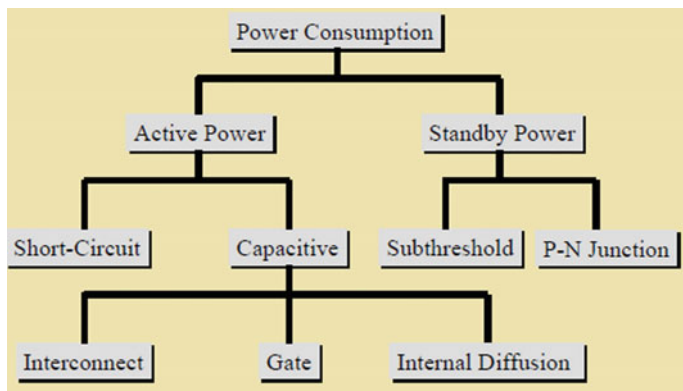 Power Consumption
Active Power
Standby Power
Short-Circuit
Capacitive
Subthreshold
P-N Junction
Interconnect
Gate
Internal Diffusion